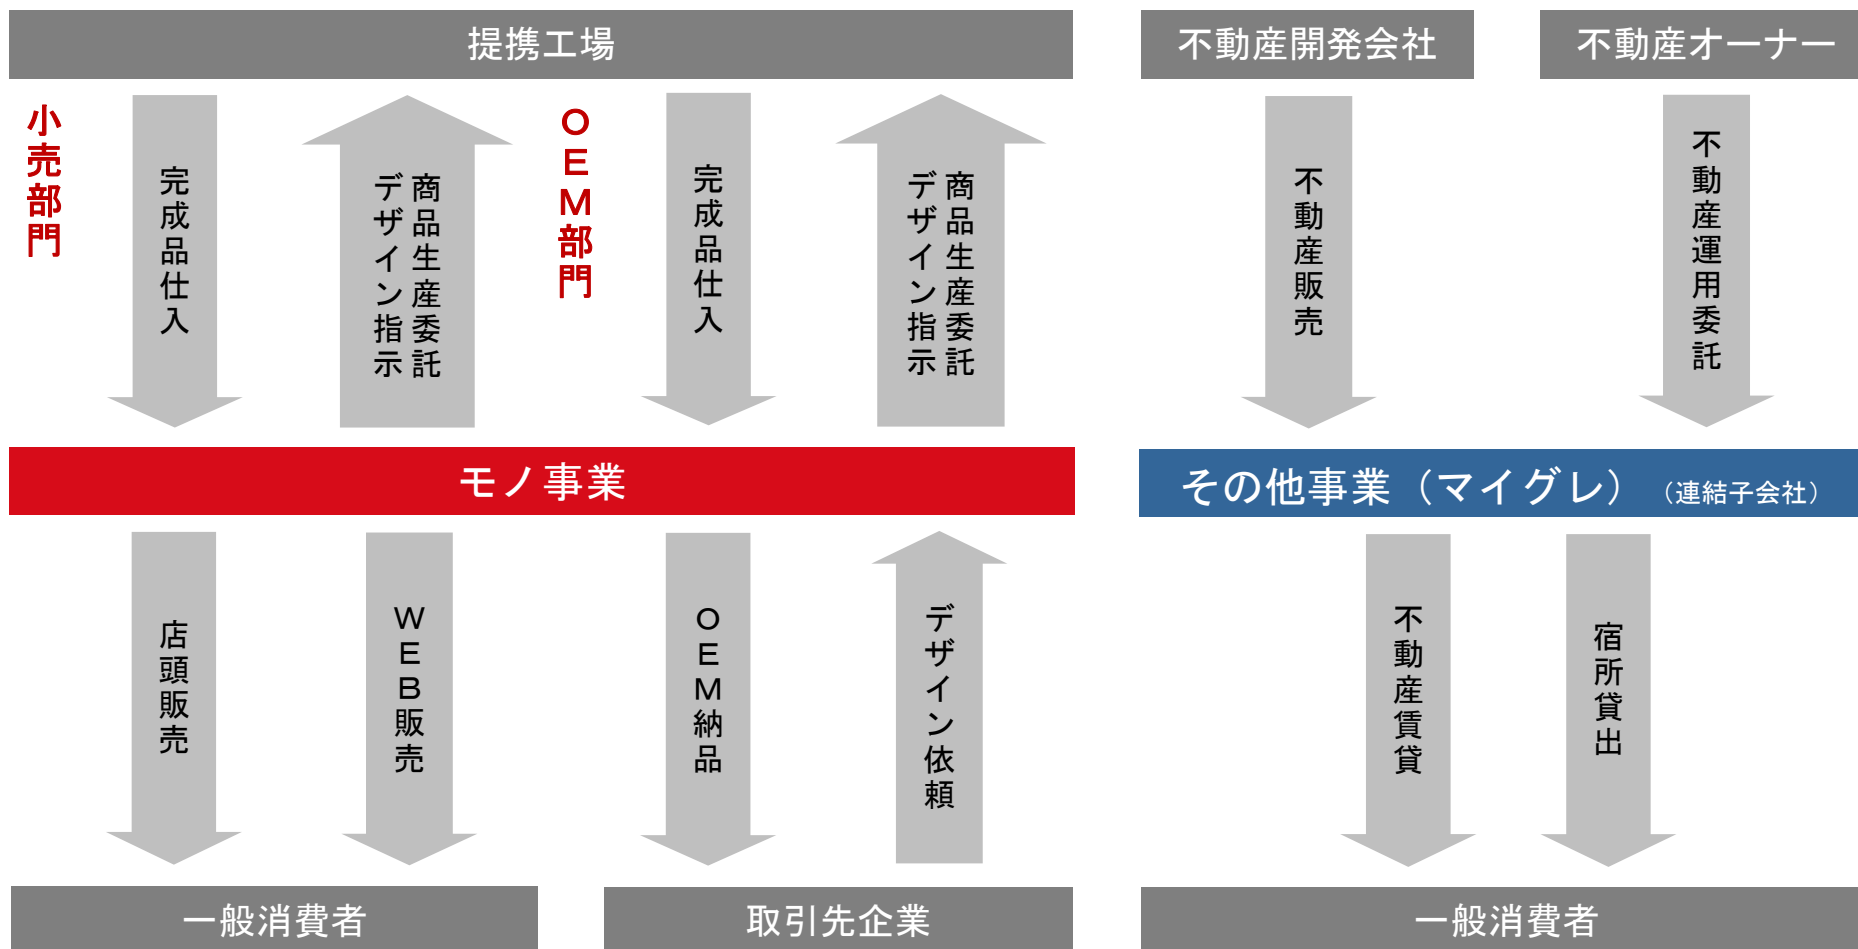 提携工場
不動産開発会社
不動産オーナー
小売部門
完成品仕入
商品生産委託
デザイン指示
OEM部門
完成品仕入
商品生産委託
デザイン指示
不動産販売
不動産運用委託
モノ事業
その他事業(マイグレ)(連結子会社)
店頭販売
WEB販売
OEM納品
デザイン依頼
不動産賃貸
宿所貸出
一般消費者
取引先企業
一般消費者